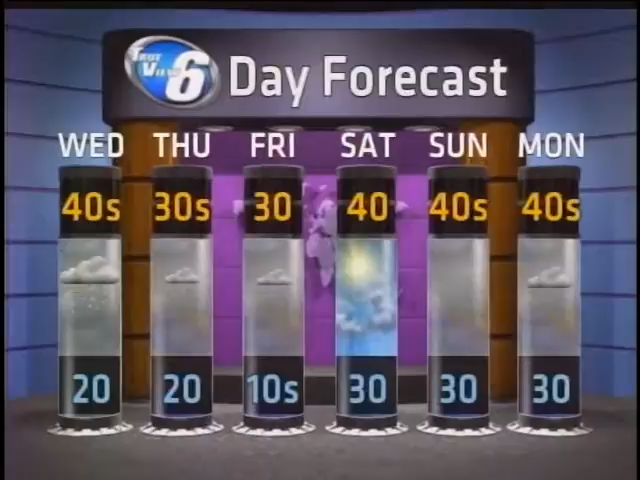 TRUE VIEW 6 Day Forecast
WED THU FRI SAT SUN MON
40s 30s 30 40 40s 40s
20 20 10s 30 30 30